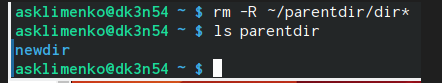 asklimenko@dk3n54 ~ $ rm -R ~/parentdir/dir*
asklimenko@dk3n54 ~ $ ls parentdir
newdir
asklimenko@dk3n54 ~ $